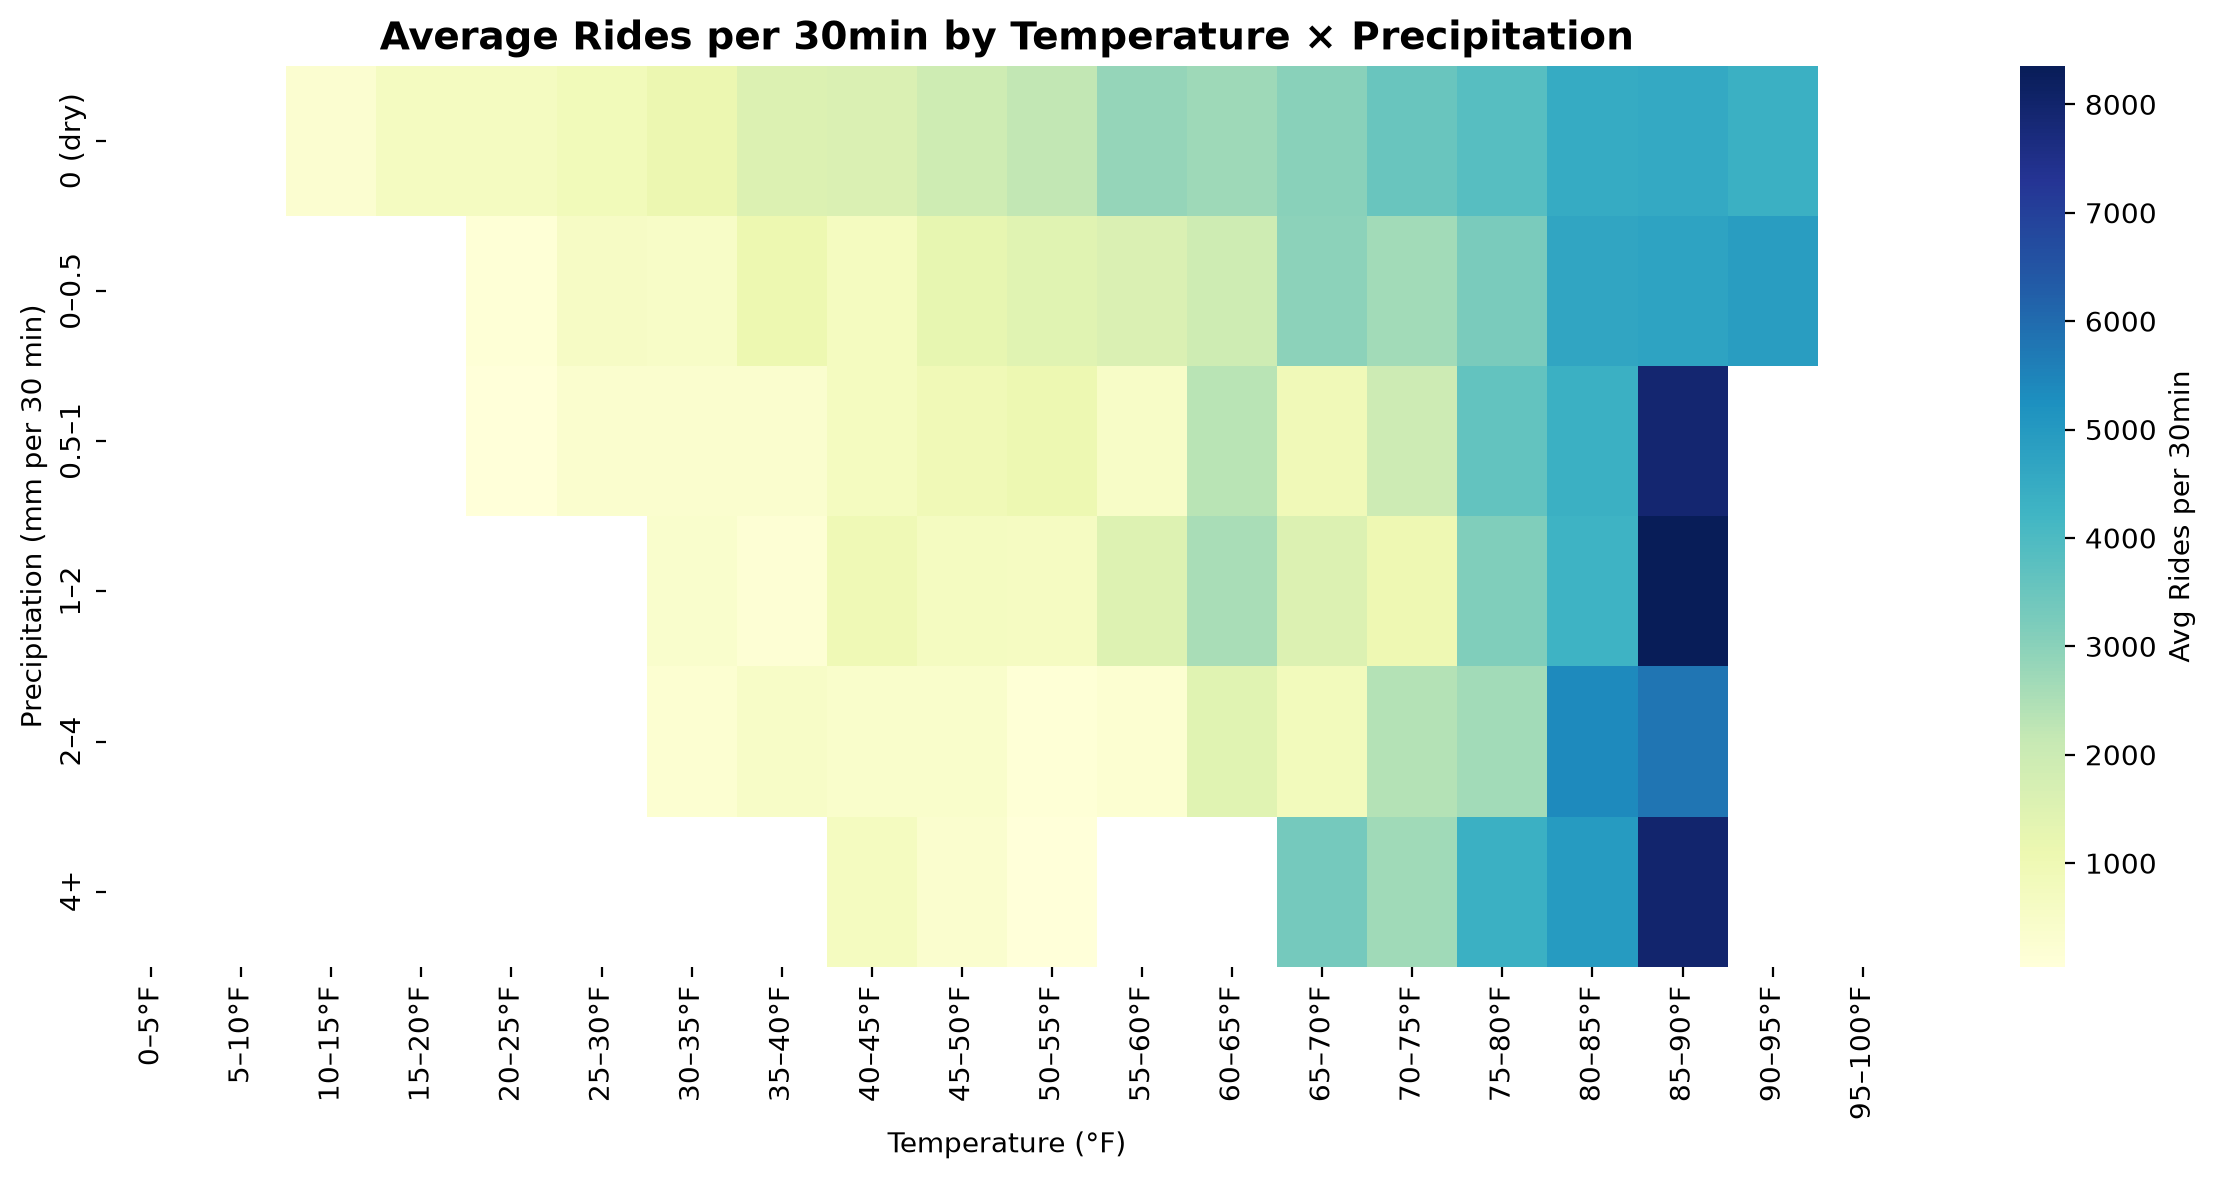 Average Rides per 30min by Temperature × Precipitation
Precipitation (mm per 30 min)
0 (dry)
0–0.5
0.5–1
1–2
2–4
4+
0–5°F
5–10°F
10–15°F
15–20°F
20–25°F
25–30°F
30–35°F
35–40°F
40–45°F
45–50°F
50–55°F
55–60°F
60–65°F
65–70°F
70–75°F
75–80°F
80–85°F
85–90°F
90–95°F
95–100°F
Temperature (°F)
8000
7000
6000
5000
4000
3000
2000
1000
Avg Rides per 30min